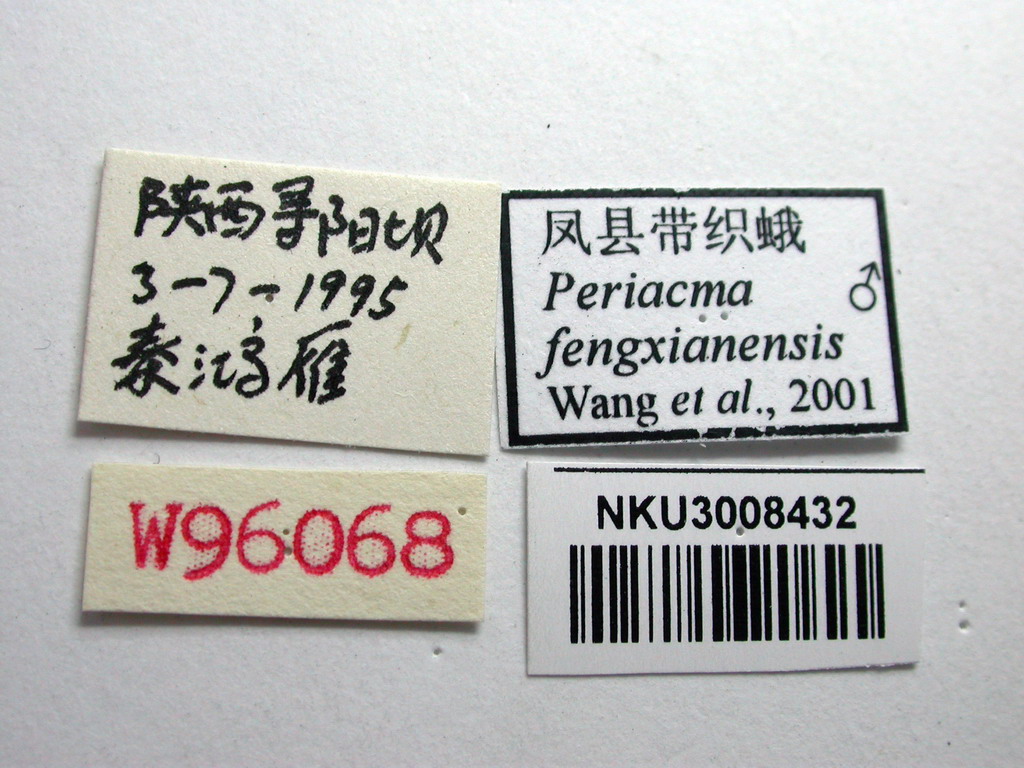 陕西寻阳坝
3-7-1995
秦鸿雁
凤县带织蛾
Periacma ♂
fengxianensis
Wang et al., 2001
W96068
NKU3008432